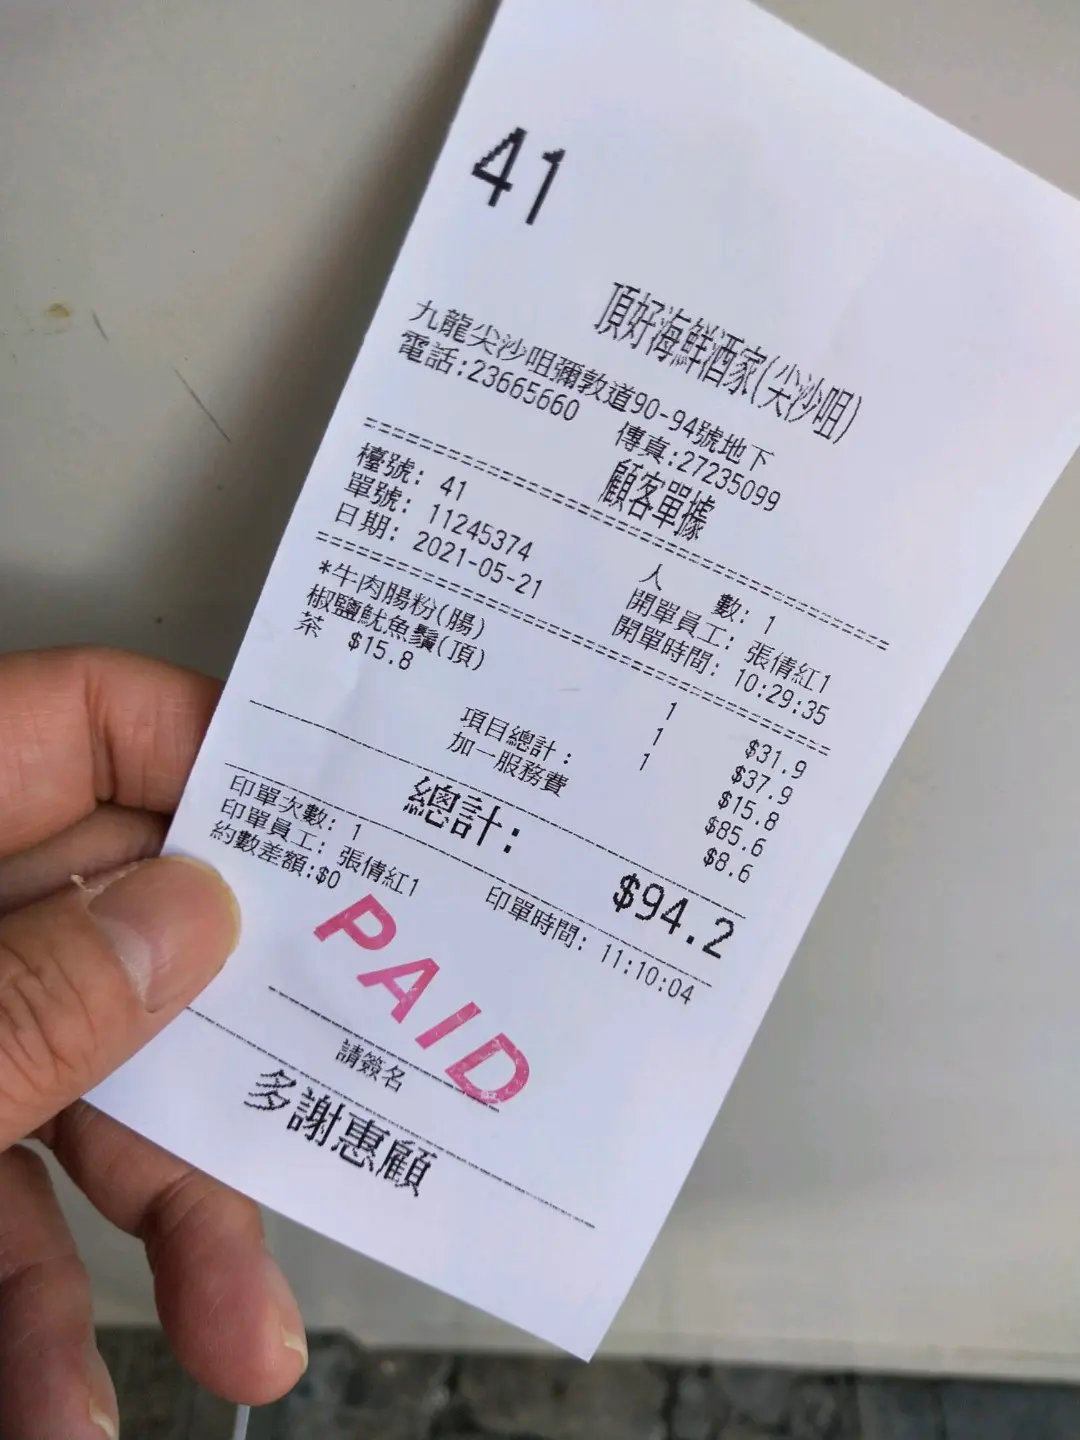 41
頂好海鮮酒家(尖沙咀)
九龍尖沙咀彌敦道90-94號地下
電話:23665660 傳真:27235099
顧客單據
檯號: 41 人 數: 1
單號: 11245374 開單員工: 張倩紅1
日期: 2021-05-21 開單時間: 10:29:35
*牛肉腸粉(腸) 1 $31.9
椒鹽魷魚鬚(頂) 1 $37.9
茶 $15.8 1 $15.8
項目總計: $85.6
加一服務費 $8.6
總計: $94.2
印單次數: 1
印單員工: 張倩紅1 印單時間: 11:10:04
約數差額:$0
PAID
請簽名
多謝惠顧